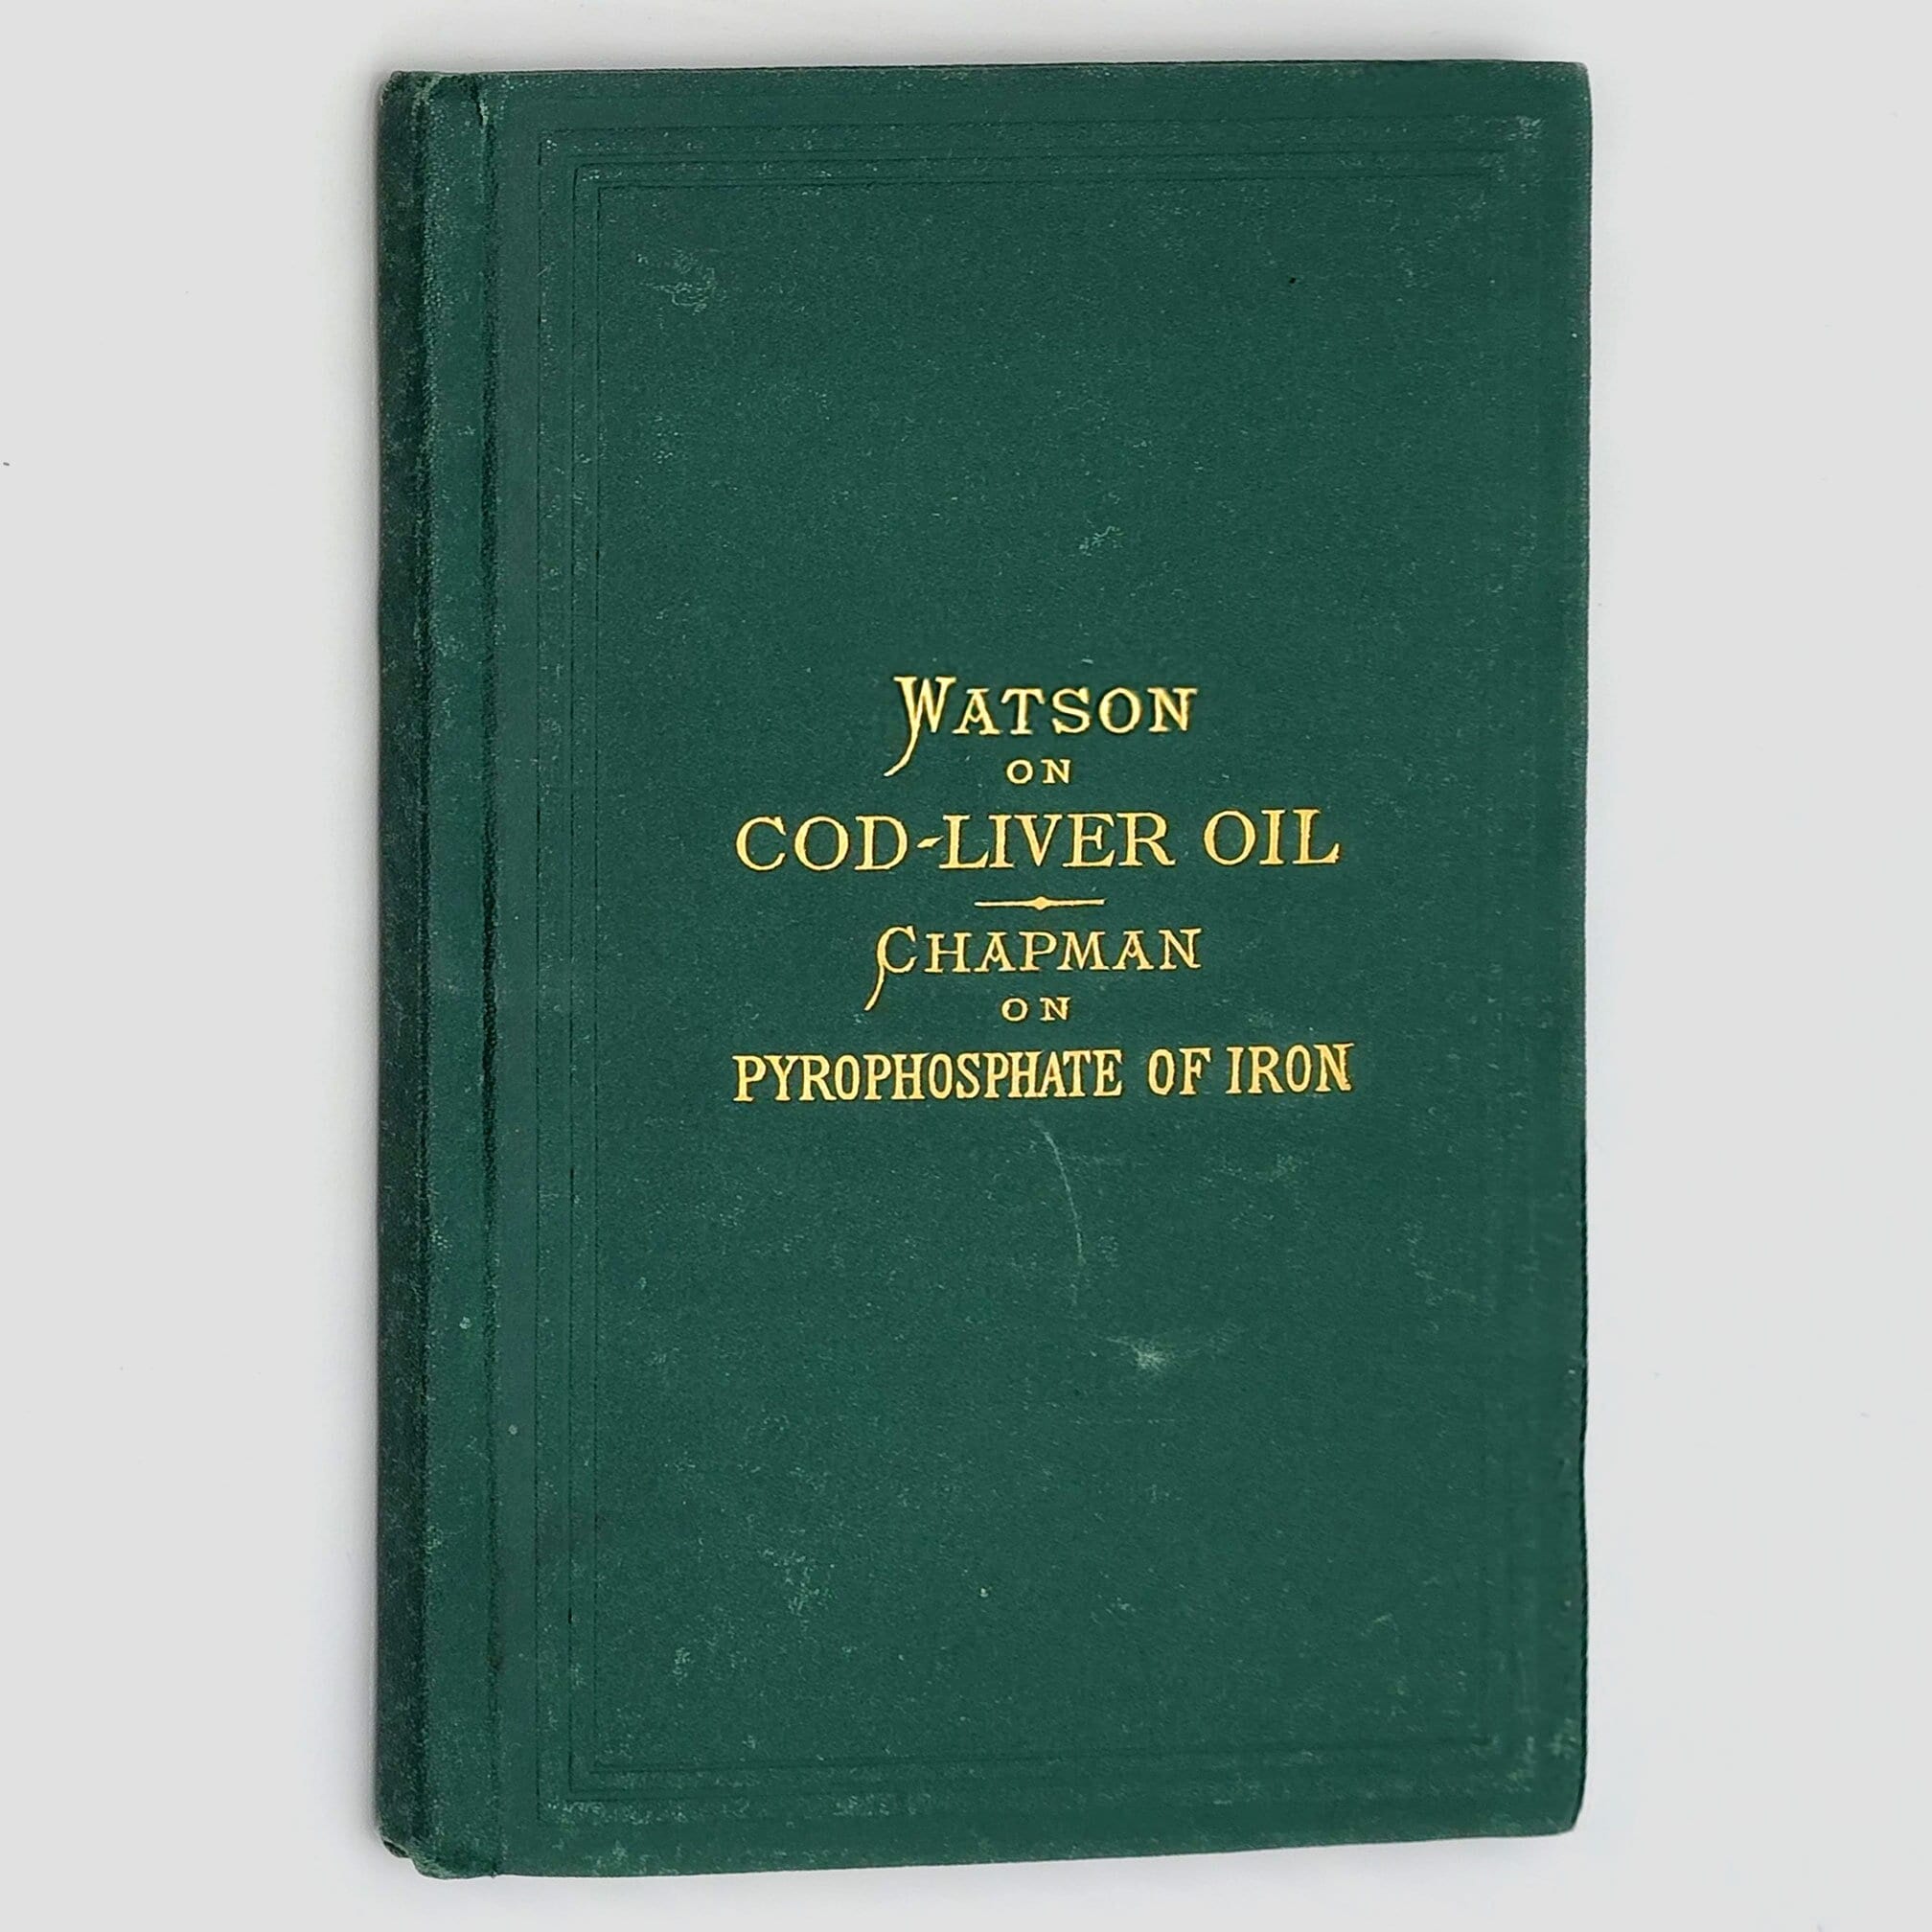 WATSON
ON
COD-LIVER OIL
CHAPMAN
ON
PYROPHOSPHATE OF IRON